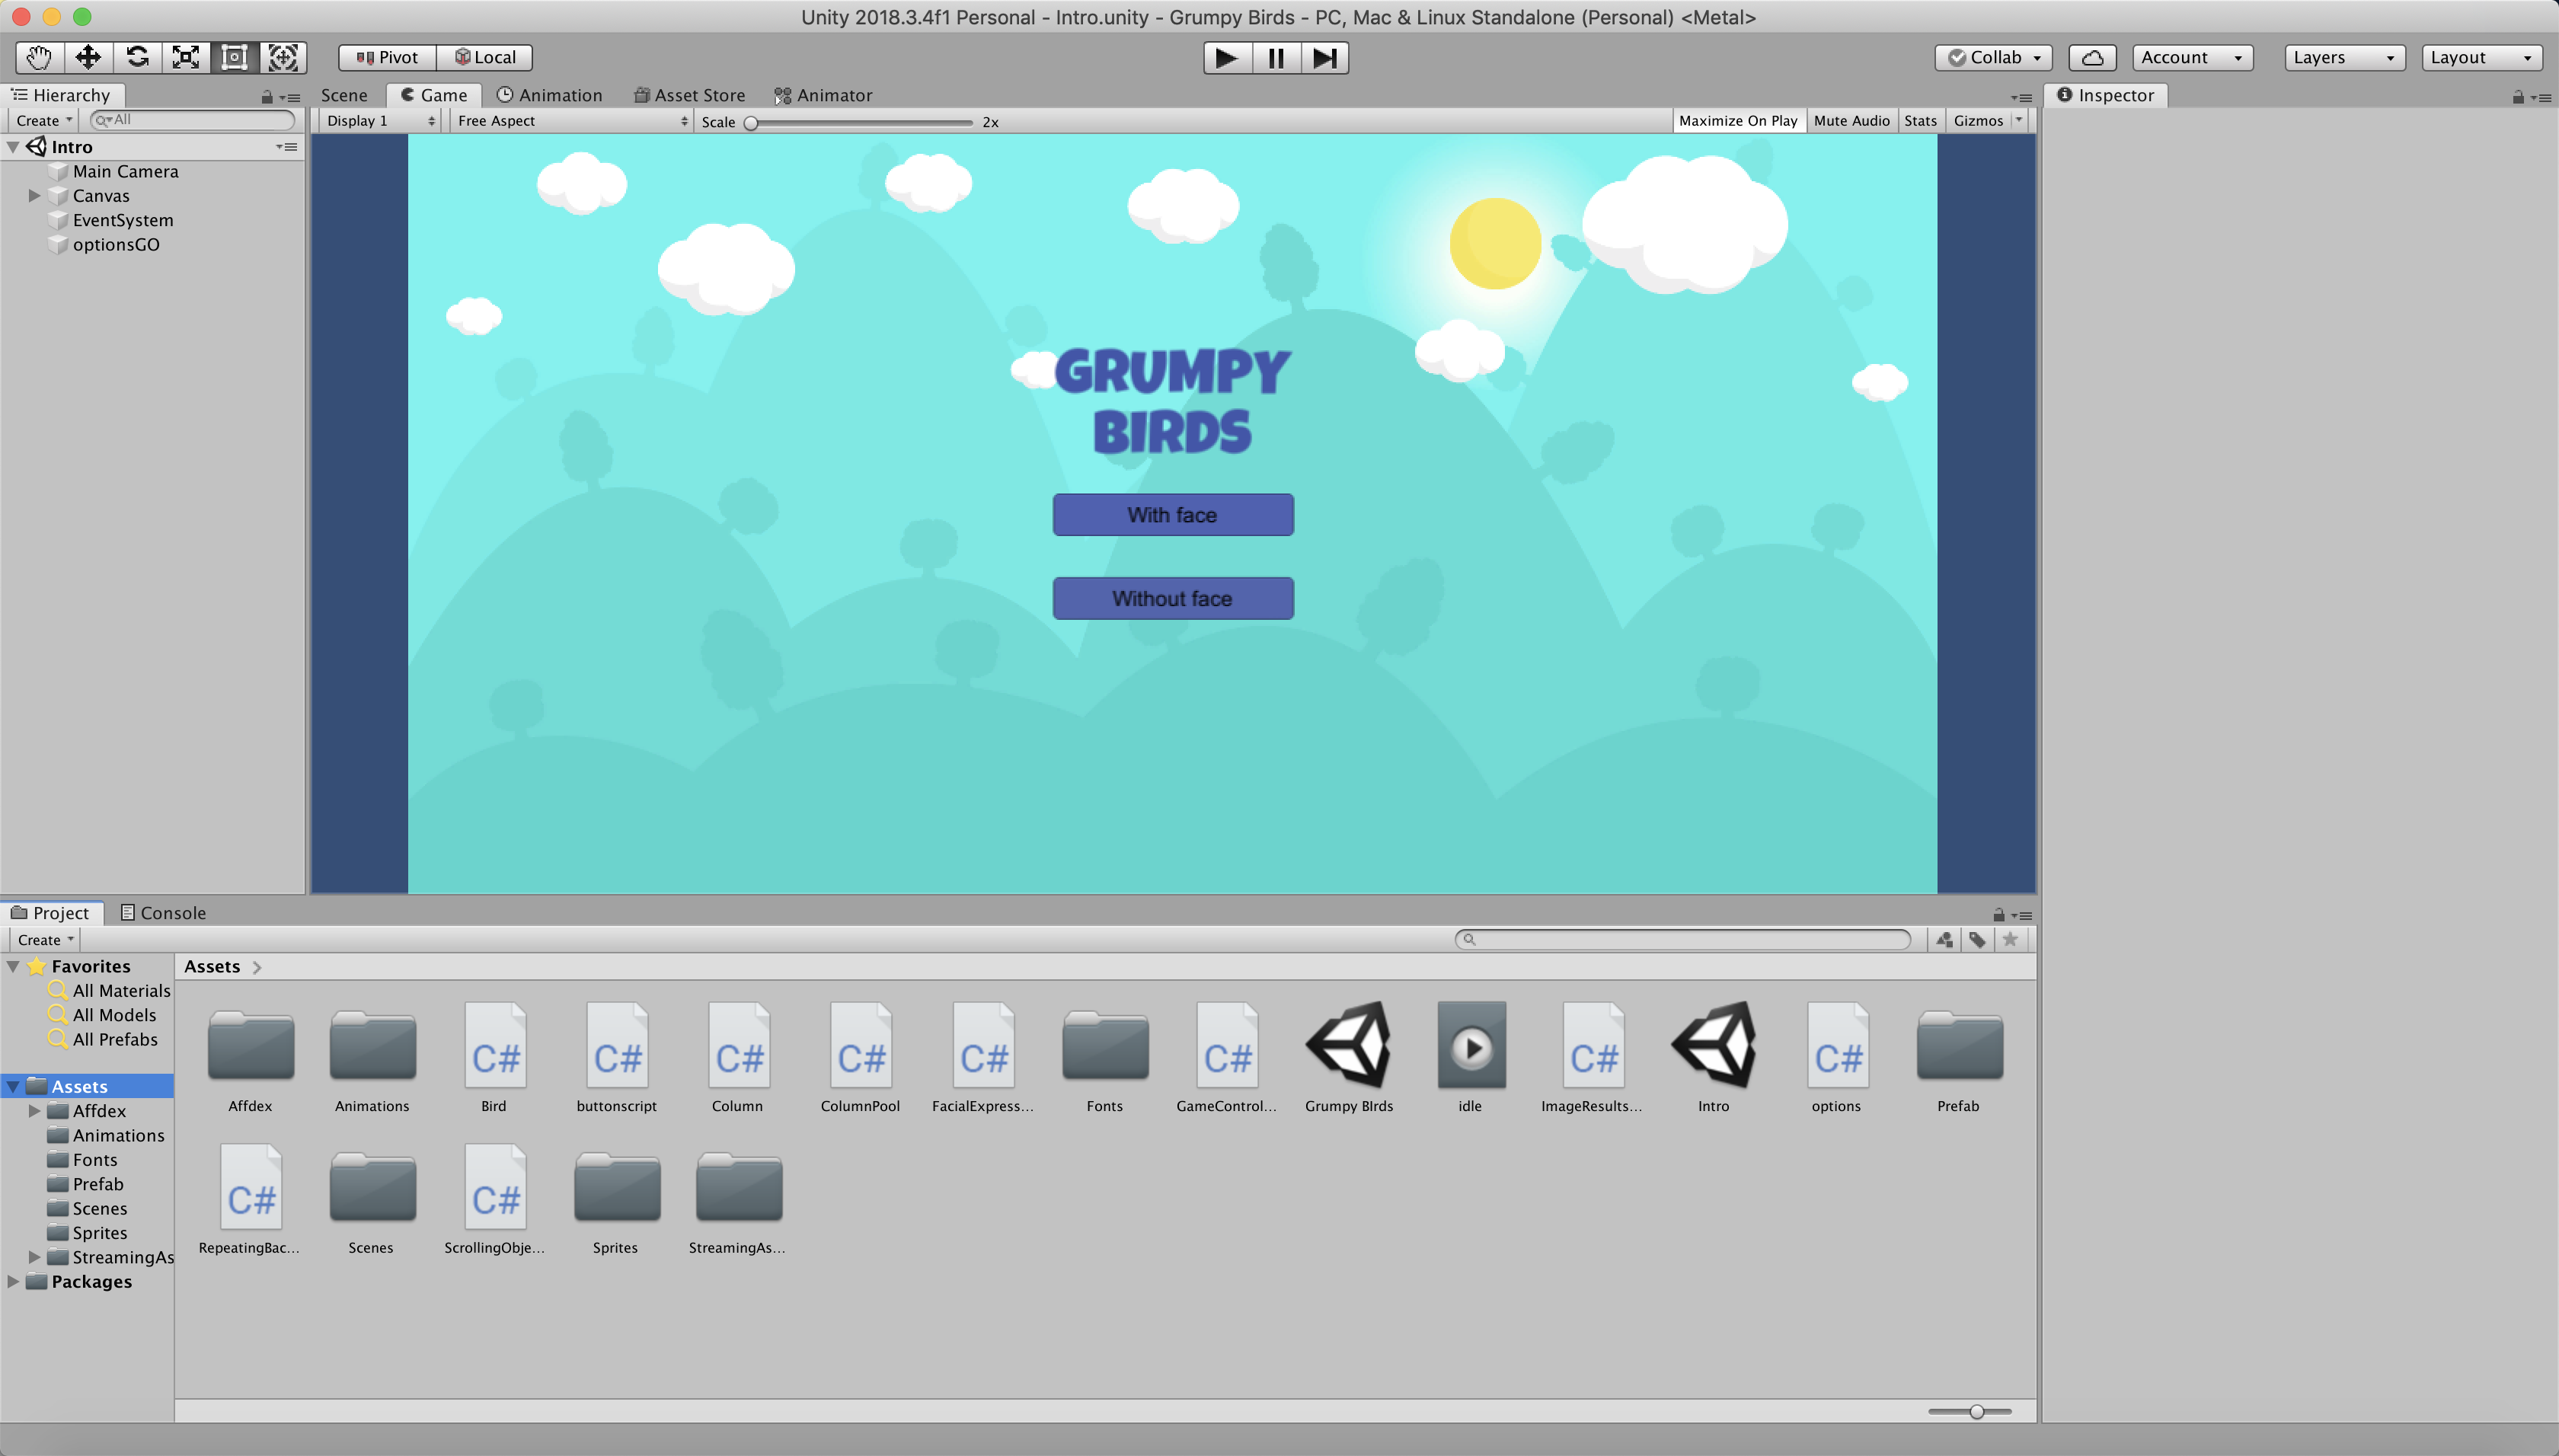 Unity 2018.3.4f1 Personal - Intro.unity - Grumpy Birds - PC, Mac & Linux Standalone (Personal) <Metal>
Pivot Local
Collab Account Layers Layout
Hierarchy
Scene Game Animation Asset Store Animator
Inspector
Create All
Display 1 Free Aspect Scale 2x Maximize On Play Mute Audio Stats Gizmos
Intro
Main Camera
Canvas
EventSystem
optionsGO
GRUMPY
BIRDS
With face
Without face
Project Console
Create
Favorites
All Materials
All Models
All Prefabs
Assets
Affdex
Animations
Fonts
Prefab
Scenes
Sprites
StreamingAs
Packages
Assets
C# C# C# C# C# C# C# C#
Affdex Animations Bird buttonscript Column ColumnPool FacialExpress... Fonts GameControl... Grumpy BIrds idle ImageResults... Intro options Prefab
C# C#
RepeatingBac... Scenes ScrollingObje... Sprites StreamingAs...